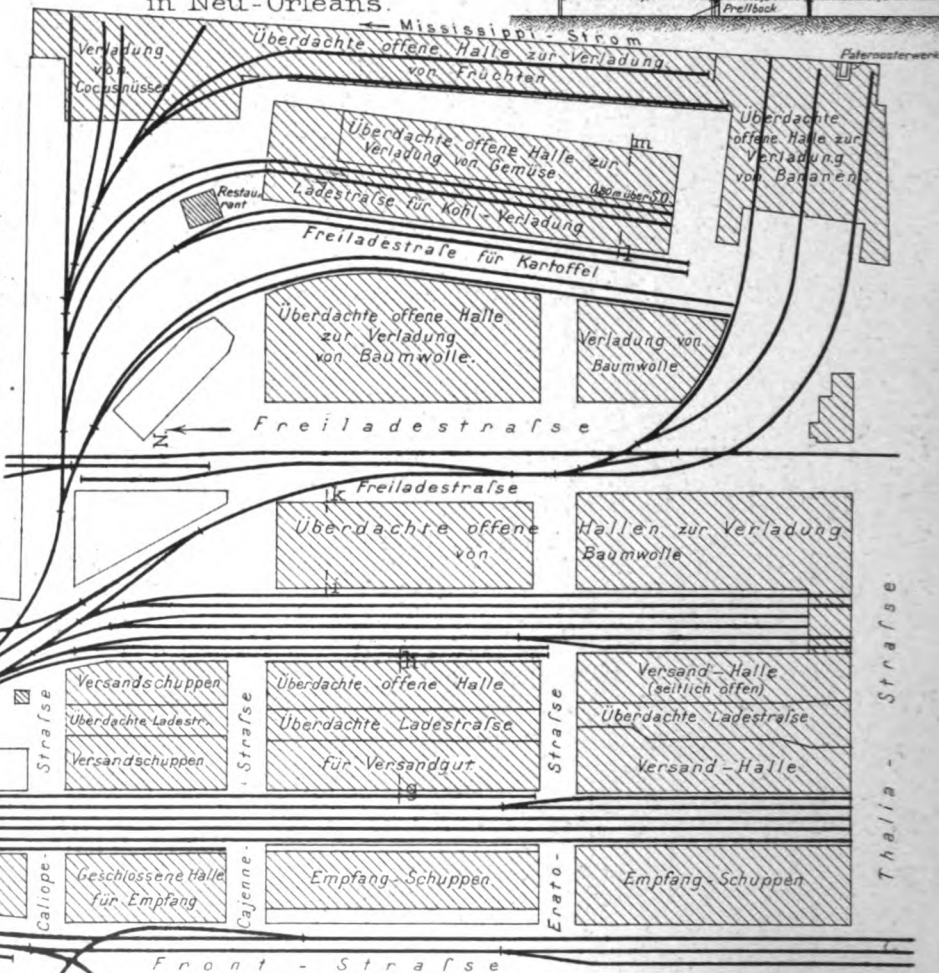 in Neu-Orleans.
Prellbock
Mississippi - Strom
Paternosterwerk
Verladung
von
Cocusnüssen
Überdachte offene Halle zur Verladung
von Früchten
Überdachte
offene Halle zur
Verladung
von Bananen
Überdachte offene Halle zur
Verladung von Gemüse.
m
0,80 m über S.O.
Restau-
rant
Ladestraſse für Kohl-Verladung
l
Freiladestraſse für Kartoffel
Überdachte offene Halle
zur Verladung
von Baumwolle.
Verladung von
Baumwolle
N
Freiladestraſse
Freiladestraſse
k
Überdachte offene Hallen zur Verladung
von Baumwolle
i
h
Versandschuppen
Überdachte Ladestr.
Versandschuppen
Überdachte offene Halle
Überdachte Ladestraſse
für Versandgut.
g
Versand-Halle
(seitlich offen)
Überdachte Ladestraſse
Versand-Halle
Geschlossene Halle
für Empfang
Empfang-Schuppen
Empfang-Schuppen
Caliope- Straſse
Cajenne- Straſse
Erato- Straſse
Thalia- Straſse
Front - Straſse